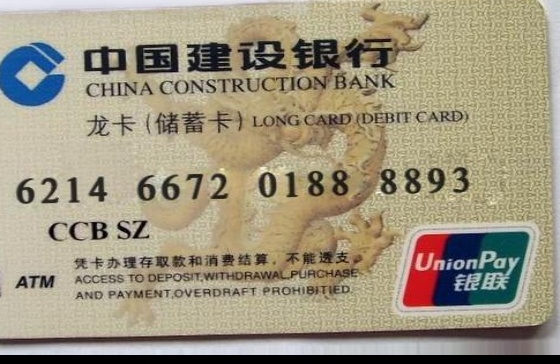 中国建设银行
CHINA CONSTRUCTION BANK
龙卡(储蓄卡) LONG CARD (DEBIT CARD)
6214 6672 0188 8893
CCB SZ
凭卡办理存取款和消费结算，不能透支。
ATM ACCESS TO DEPOSIT,WITHDRAWAL,PURCHASE
AND PAYMENT,OVERDRAFT PROHIBITIED.
UnionPay
银联